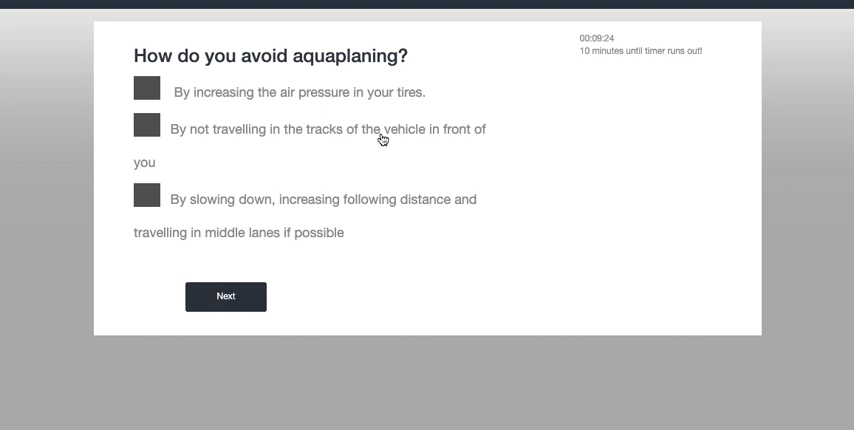 00:09:24
10 minutes until timer runs out!
How do you avoid aquaplaning?
By increasing the air pressure in your tires.
By not travelling in the tracks of the vehicle in front of
you
By slowing down, increasing following distance and
travelling in middle lanes if possible
Next